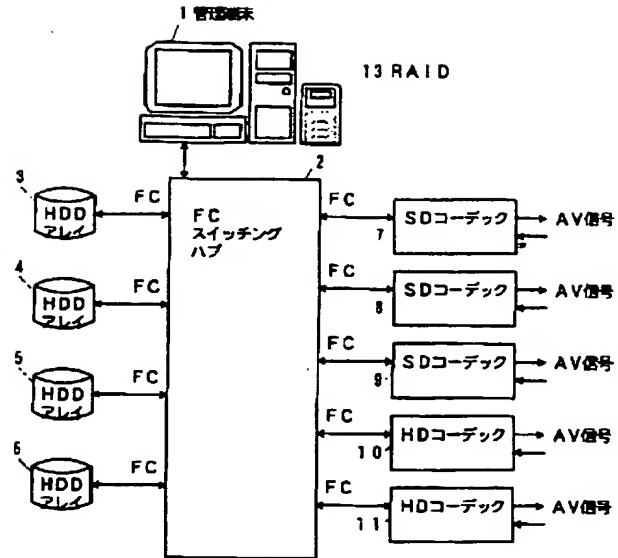 1 管理端末
13 RAID
2
FC
スイッチング
ハブ
3
HDD
アレイ
FC
4
HDD
アレイ
FC
5
HDD
アレイ
FC
6
HDD
アレイ
FC
FC
SDコーデック
7
AV信号
FC
SDコーデック
8
AV信号
FC
SDコーデック
9
AV信号
FC
HDコーデック
10
AV信号
FC
HDコーデック
11
AV信号